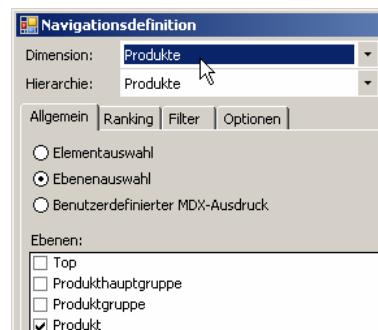 Navigationsdefinition
Dimension: Produkte
Hierarchie: Produkte
Allgemein Ranking Filter Optionen
Elementauswahl
Ebenenauswahl
Benutzerdefinierter MDX-Ausdruck
Ebenen:
Top
Produkthauptgruppe
Produktgruppe
Produkt